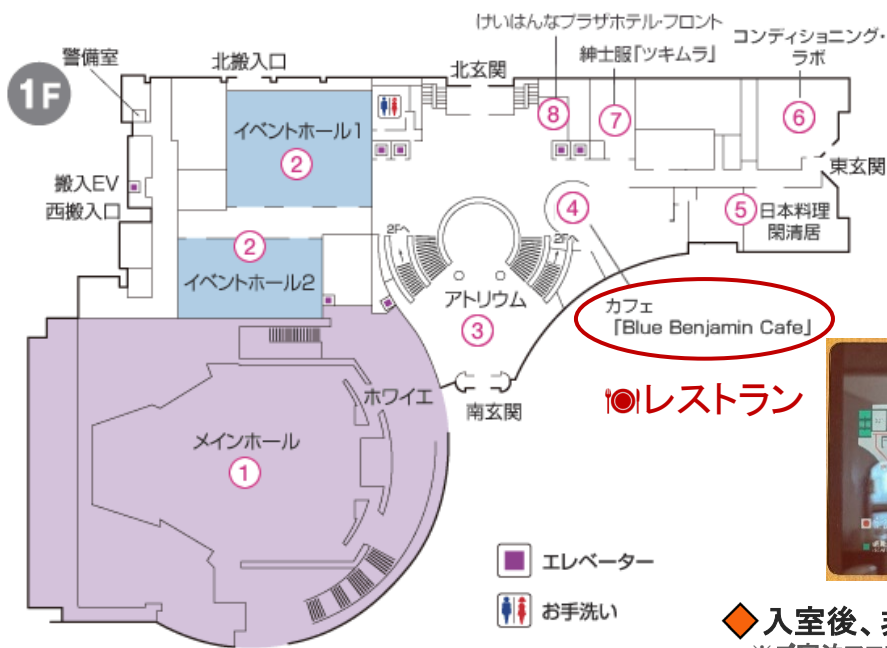 けいはんなプラザホテル・フロント
コンディショニング・
ラボ
紳士服「ツキムラ」
警備室
北搬入口
北玄関
1F
イベントホール1
②
⑧
⑦
⑥
東玄関
搬入EV
西搬入口
④
⑤
日本料理
閑清居
②
イベントホール2
2Fへ
2Fへ
アトリウム
③
カフェ
「Blue Benjamin Cafe」
ホワイエ
南玄関
レストラン
メインホール
①
エレベーター
お手洗い
◆入室後、